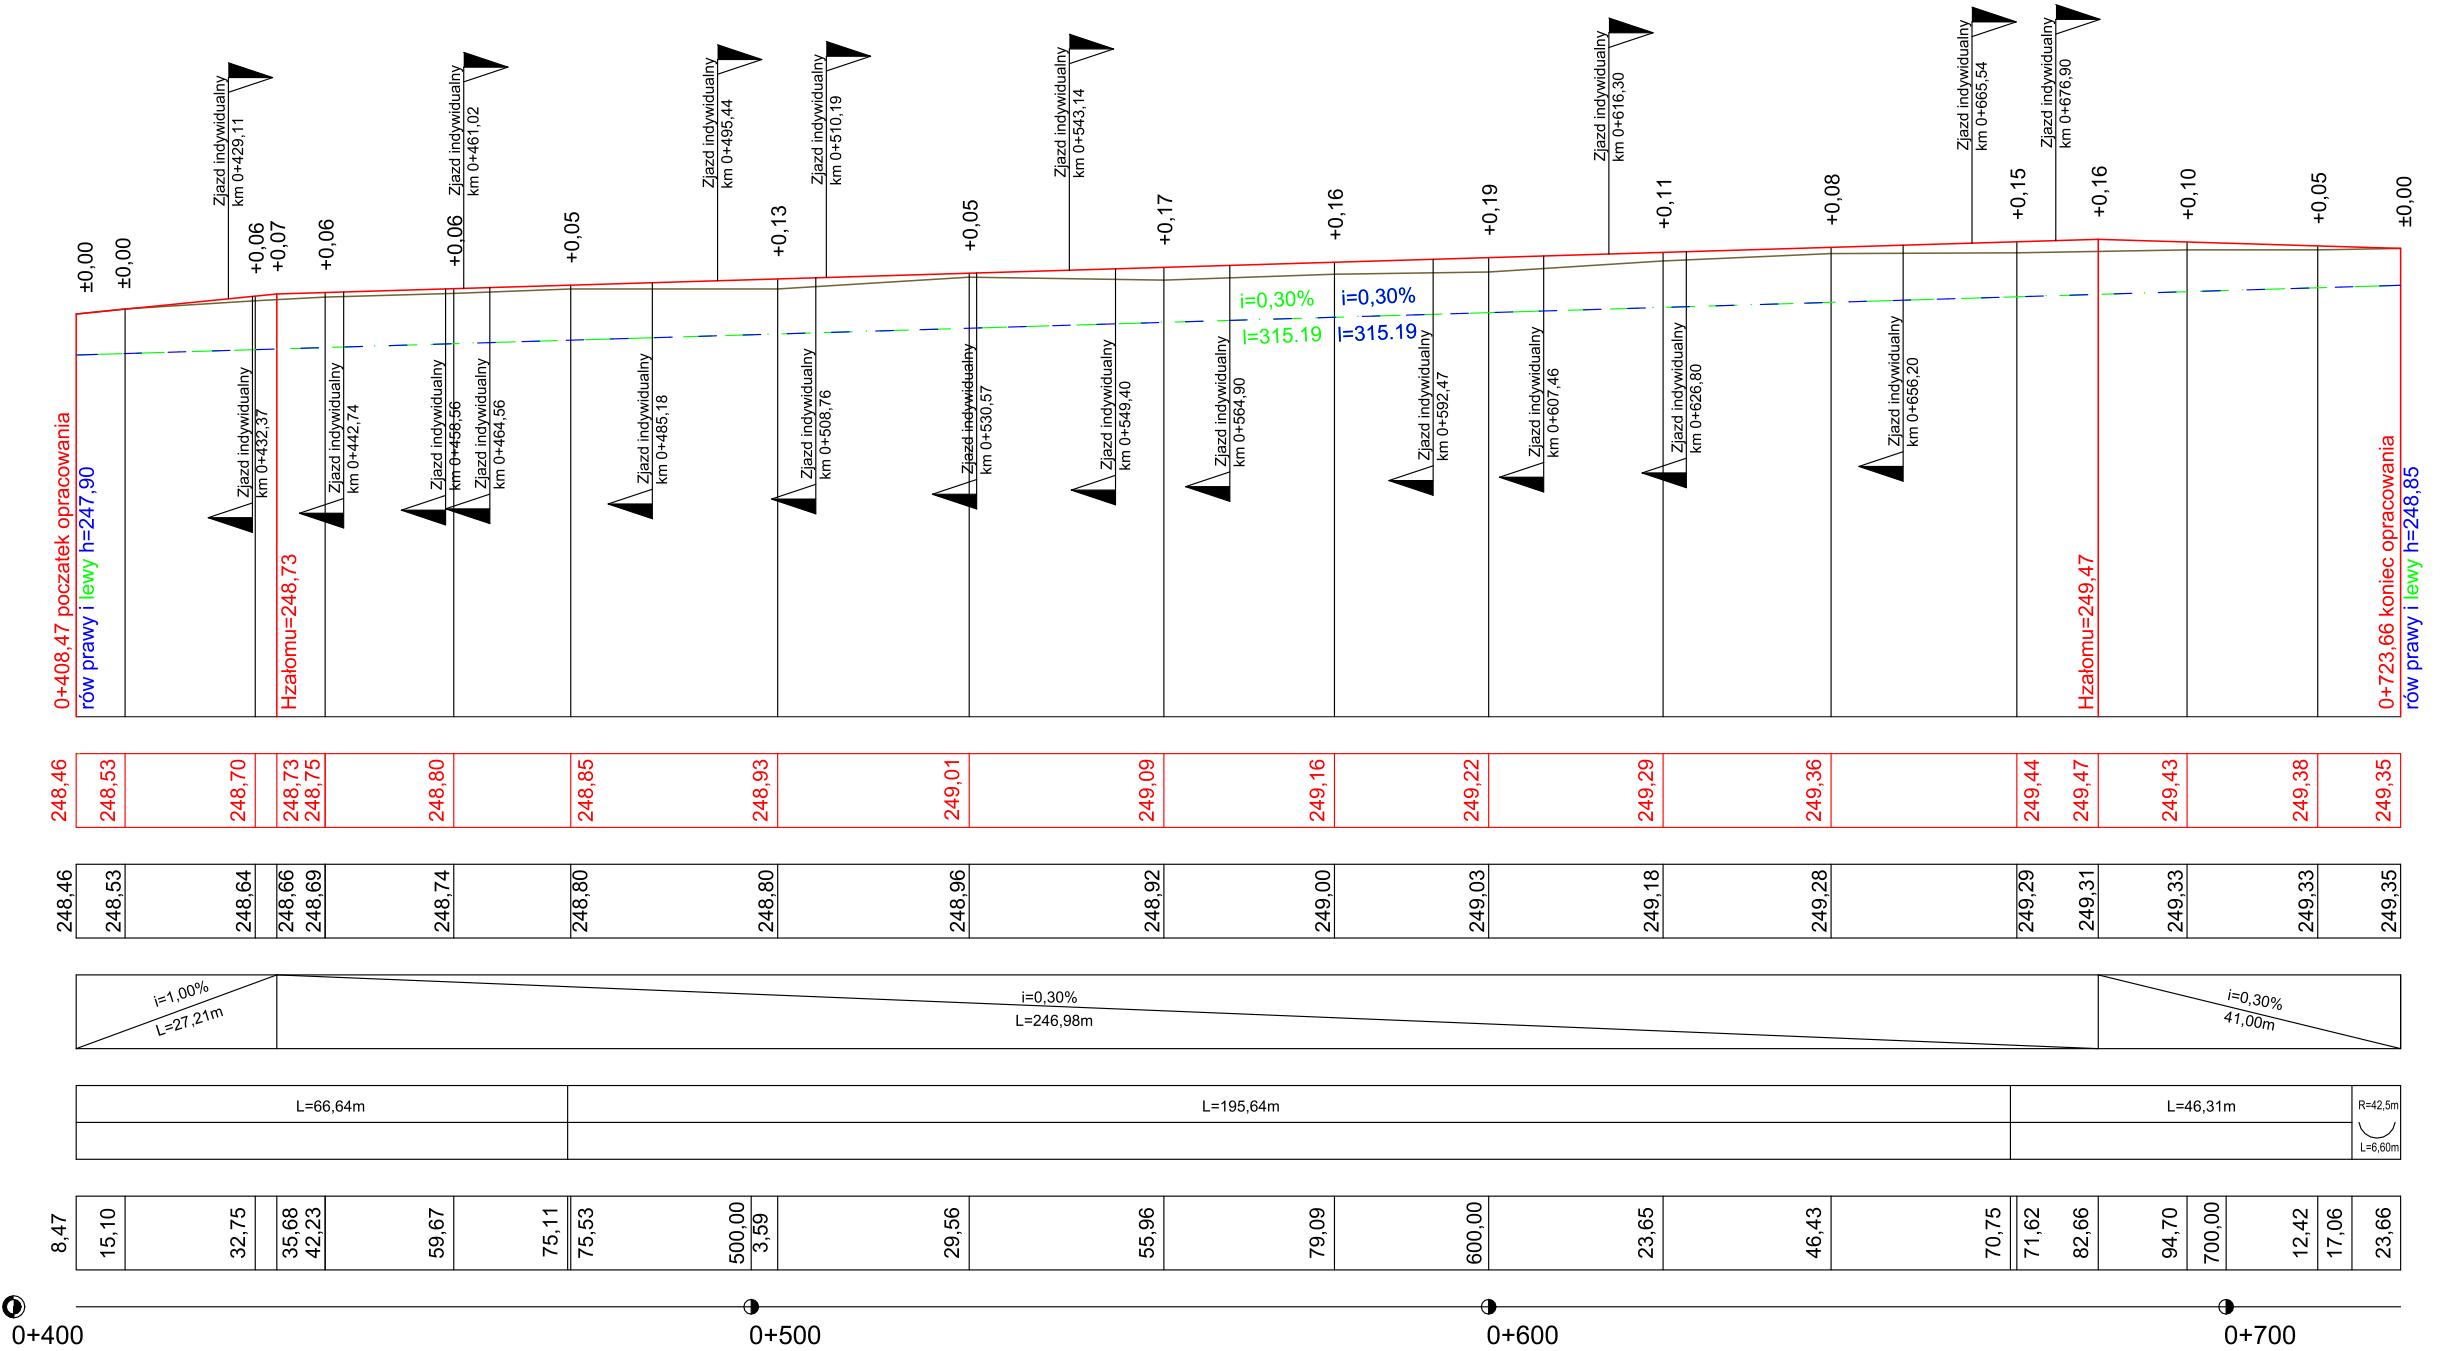 Zjazd indywidualny
km 0+429,11
Zjazd indywidualny
km 0+461,02
Zjazd indywidualny
km 0+495,44
Zjazd indywidualny
km 0+510,19
Zjazd indywidualny
km 0+543,14
Zjazd indywidualny
km 0+616,30
Zjazd indywidualny
km 0+665,54
Zjazd indywidualny
km 0+676,90
±0,00
±0,00
+0,06
+0,07
+0,06
+0,06
+0,05
+0,13
+0,05
+0,17
+0,16
+0,19
+0,11
+0,08
+0,15
+0,16
+0,10
+0,05
±0,00
i=0,30%
i=0,30%
l=315.19
l=315.19
Zjazd indywidualny
km 0+432,37
Zjazd indywidualny
km 0+442,74
Zjazd indywidualny
km 0+458,56
Zjazd indywidualny
km 0+464,56
Zjazd indywidualny
km 0+485,18
Zjazd indywidualny
km 0+508,76
Zjazd indywidualny
km 0+530,57
Zjazd indywidualny
km 0+549,40
Zjazd indywidualny
km 0+564,90
Zjazd indywidualny
km 0+592,47
Zjazd indywidualny
km 0+607,46
Zjazd indywidualny
km 0+626,80
Zjazd indywidualny
km 0+656,20
0+408,47 poczatek opracowania
rów prawy i lewy h=247,90
Hzałomu=248,73
Hzałomu=249,47
0+723,66 koniec opracowania
rów prawy i lewy h=248,85
248,46
248,53
248,70
248,73
248,75
248,80
248,85
248,93
249,01
249,09
249,16
249,22
249,29
249,36
249,44
249,47
249,43
249,38
249,35
248,46
248,53
248,64
248,66
248,69
248,74
248,80
248,80
248,96
248,92
249,00
249,03
249,18
249,28
249,29
249,31
249,33
249,33
249,35
i=1,00%
L=27,21m
i=0,30%
L=246,98m
i=0,30%
41,00m
L=66,64m
L=195,64m
L=46,31m
R=42,5m
L=6,60m
8,47
15,10
32,75
35,68
42,23
59,67
75,11
75,53
500,00
3,59
29,56
55,96
79,09
600,00
23,65
46,43
70,75
71,62
82,66
94,70
700,00
12,42
17,06
23,66
0+400
0+500
0+600
0+700